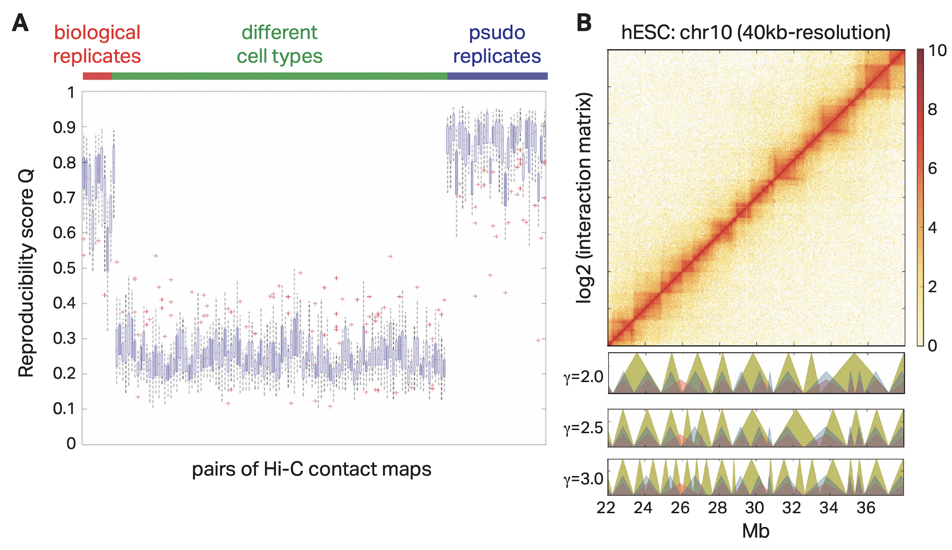 A
biological
replicates
different
cell types
psudo
replicates
1
0.9
0.8
0.7
0.6
0.5
0.4
0.3
0.2
0.1
0
Reproducibility score Q
pairs of Hi-C contact maps
B
hESC: chr10 (40kb-resolution)
log2 (interaction matrix)
10
8
6
4
2
0
γ=2.0
γ=2.5
γ=3.0
22 24 26 28 30 32 34 36
Mb